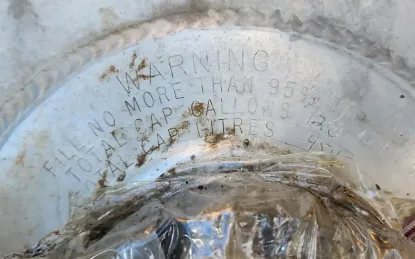 WARNING
FILL NO MORE THAN 95%
TOTAL CAP GALLONS
TOTAL CAP LITRES